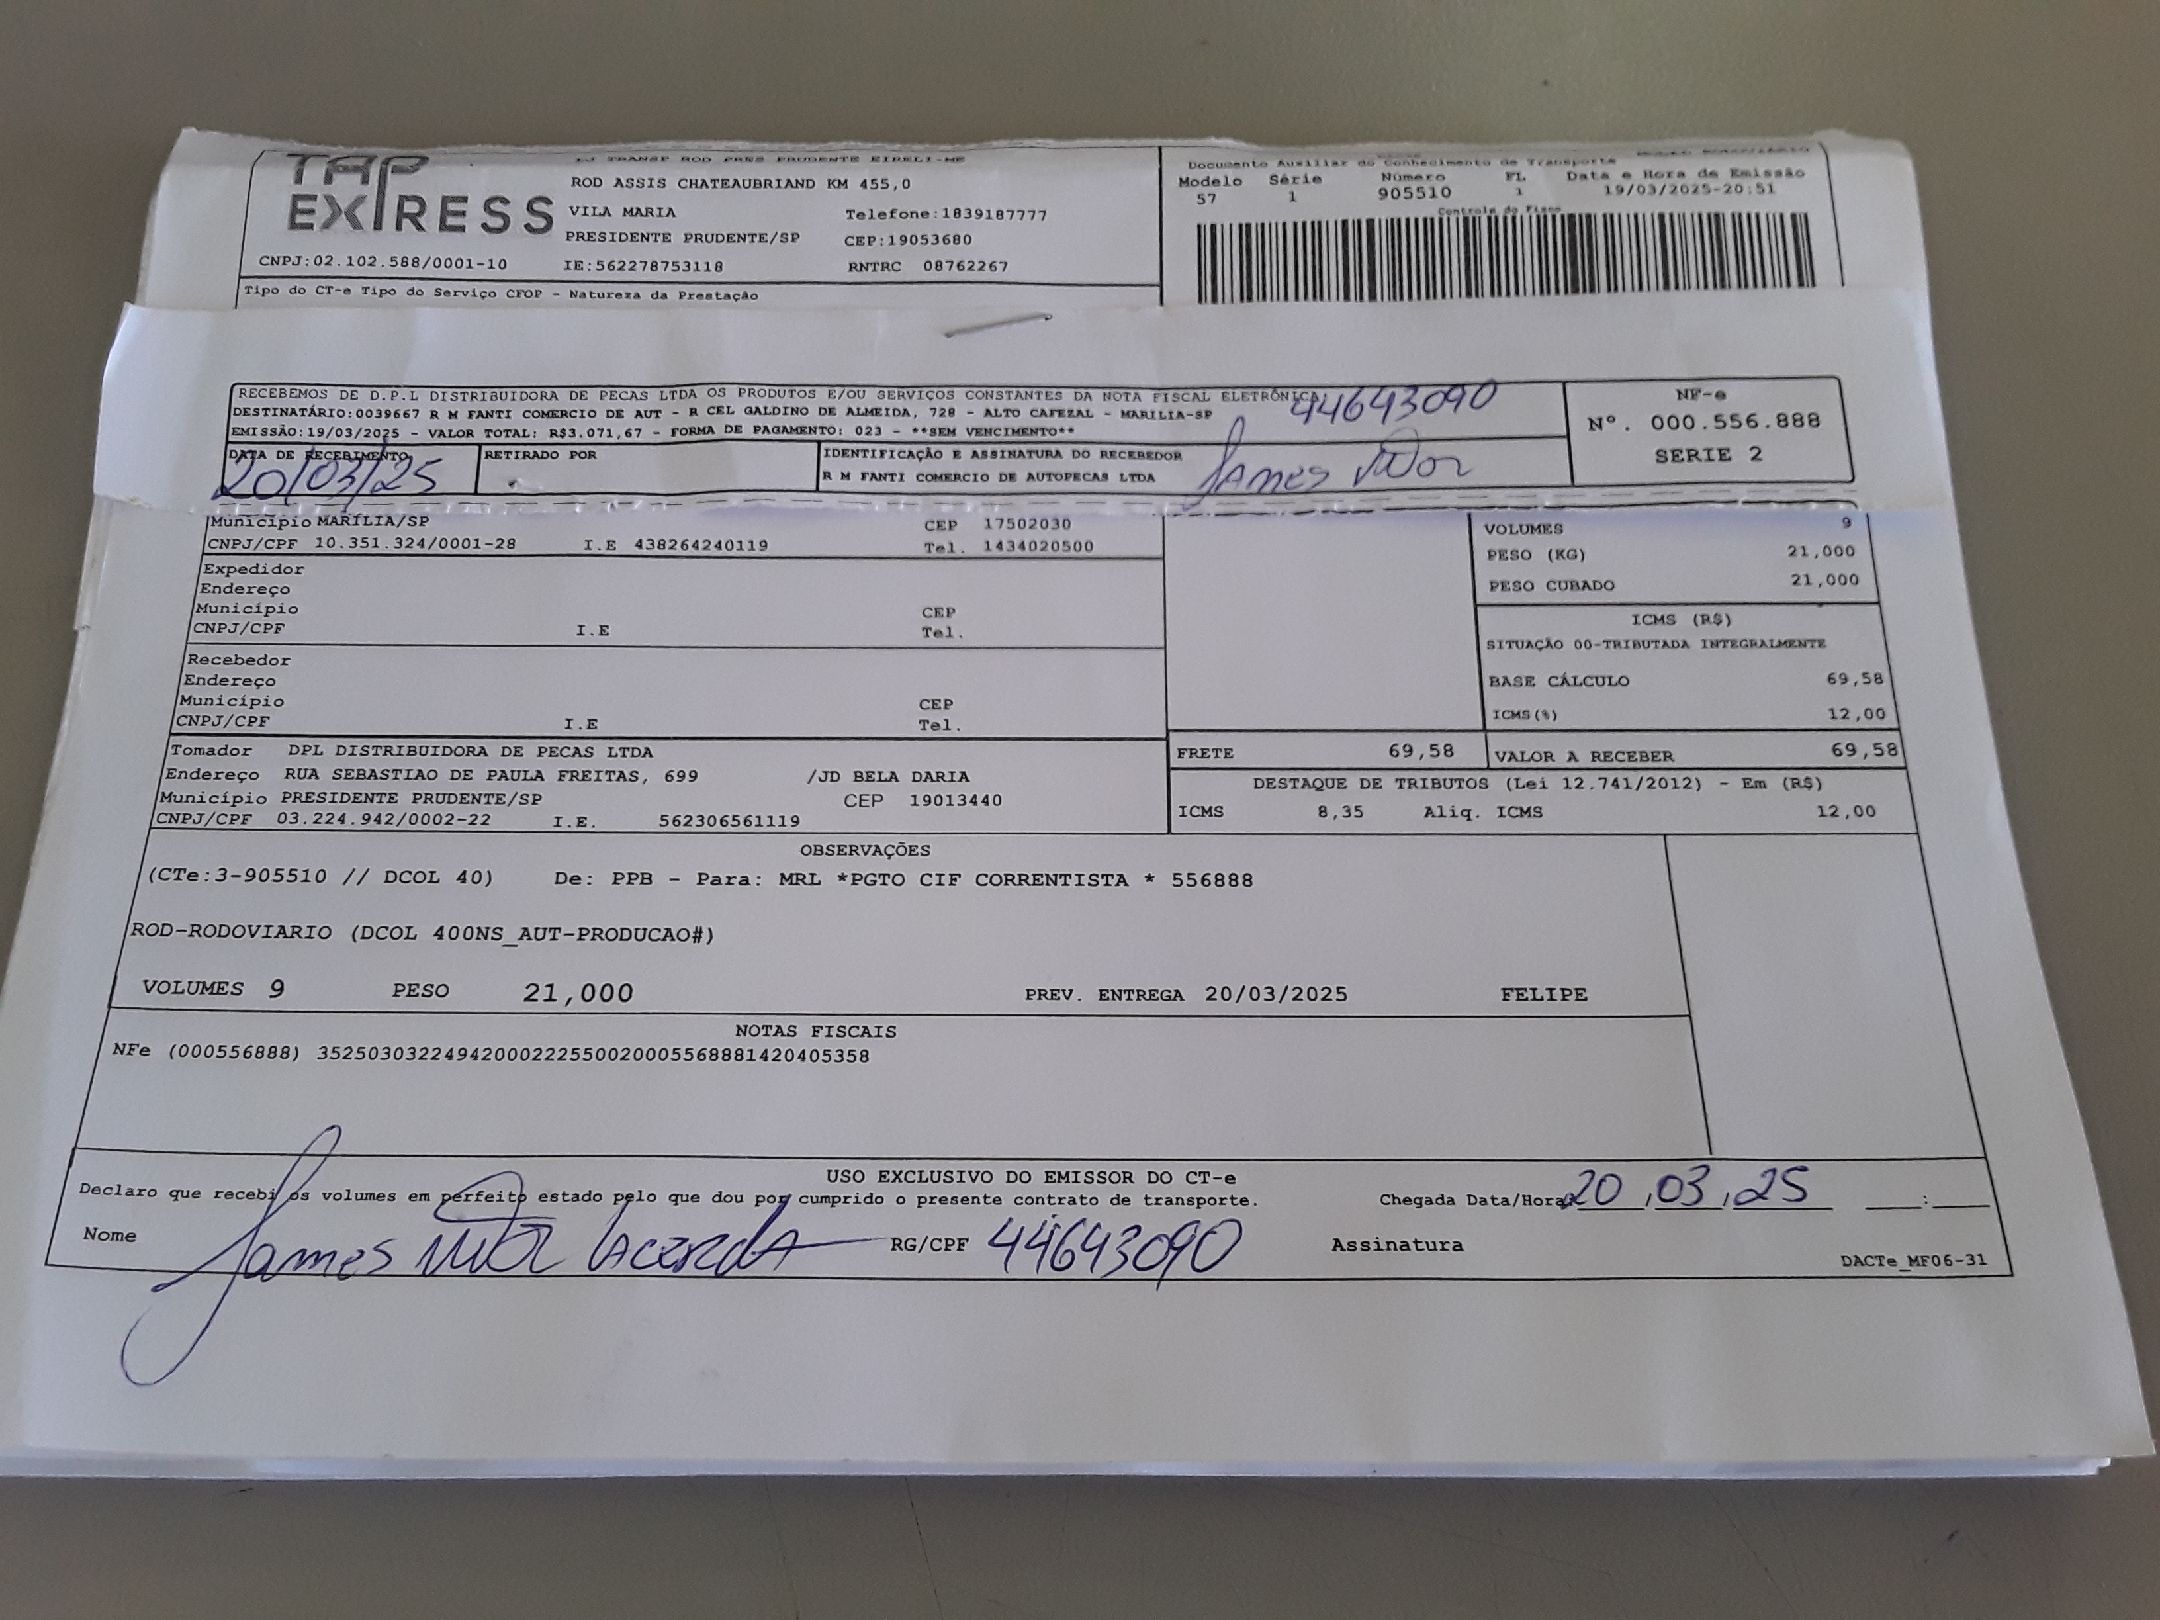 TAP EXPRESS
TJ TRANSP ROD PRES PRUDENTE EIRELI-ME
ROD ASSIS CHATEAUBRIAND KM 455,0
VILA MARIA Telefone:1839187777
PRESIDENTE PRUDENTE/SP CEP:19053680
CNPJ:02.102.588/0001-10 IE:562278753118 RNTRC 08762267
Tipo do CT-e Tipo do Serviço CFOP - Natureza da Prestação
Documento Auxiliar do Conhecimento de Transporte
Modelo Série Número FL Data e Hora de Emissão
57 1 905510 1 19/03/2025-20:51
Controle do Fisco
RECEBEMOS DE D.P.L DISTRIBUIDORA DE PECAS LTDA OS PRODUTOS E/OU SERVIÇOS CONSTANTES DA NOTA FISCAL ELETRÔNICA
DESTINATÁRIO:0039667 R M FANTI COMERCIO DE AUT - R CEL GALDINO DE ALMEIDA, 728 - ALTO CAFEZAL - MARILIA-SP 44643090
EMISSÃO:19/03/2025 - VALOR TOTAL: R$3.071,67 - FORMA DE PAGAMENTO: 023 - **SEM VENCIMENTO**
DATA DE RECEBIMENTO RETIRADO POR IDENTIFICAÇÃO E ASSINATURA DO RECEBEDOR
20/03/25 R M FANTI COMERCIO DE AUTOPECAS LTDA James Vitor
NF-e
Nº. 000.556.888
SERIE 2
Município MARÍLIA/SP CEP 17502030
CNPJ/CPF 10.351.324/0001-28 I.E 438264240119 Tel. 1434020500
Expedidor
Endereço
Município CEP
CNPJ/CPF I.E Tel.
Recebedor
Endereço
Município CEP
CNPJ/CPF I.E Tel.
Tomador DPL DISTRIBUIDORA DE PECAS LTDA
Endereço RUA SEBASTIAO DE PAULA FREITAS, 699 /JD BELA DARIA
Município PRESIDENTE PRUDENTE/SP CEP 19013440
CNPJ/CPF 03.224.942/0002-22 I.E. 562306561119
VOLUMES 9
PESO (KG) 21,000
PESO CUBADO 21,000
ICMS (R$)
SITUAÇÃO 00-TRIBUTADA INTEGRALMENTE
BASE CÁLCULO 69,58
ICMS(%) 12,00
FRETE 69,58 VALOR A RECEBER 69,58
DESTAQUE DE TRIBUTOS (Lei 12.741/2012) - Em (R$)
ICMS 8,35 Aliq. ICMS 12,00
OBSERVAÇÕES
(CTe:3-905510 // DCOL 40) De: PPB - Para: MRL *PGTO CIF CORRENTISTA * 556888
ROD-RODOVIARIO (DCOL 400NS_AUT-PRODUCAO#)
VOLUMES 9 PESO 21,000 PREV. ENTREGA 20/03/2025 FELIPE
NOTAS FISCAIS
NFe (000556888) 35250303224942000222550020005568881420405358
USO EXCLUSIVO DO EMISSOR DO CT-e
Declaro que recebi os volumes em perfeito estado pelo que dou por cumprido o presente contrato de transporte. Chegada Data/Hora 20/03/25 :
Nome James Vitor Lacerda RG/CPF 44643090 Assinatura
DACTe_MF06-31